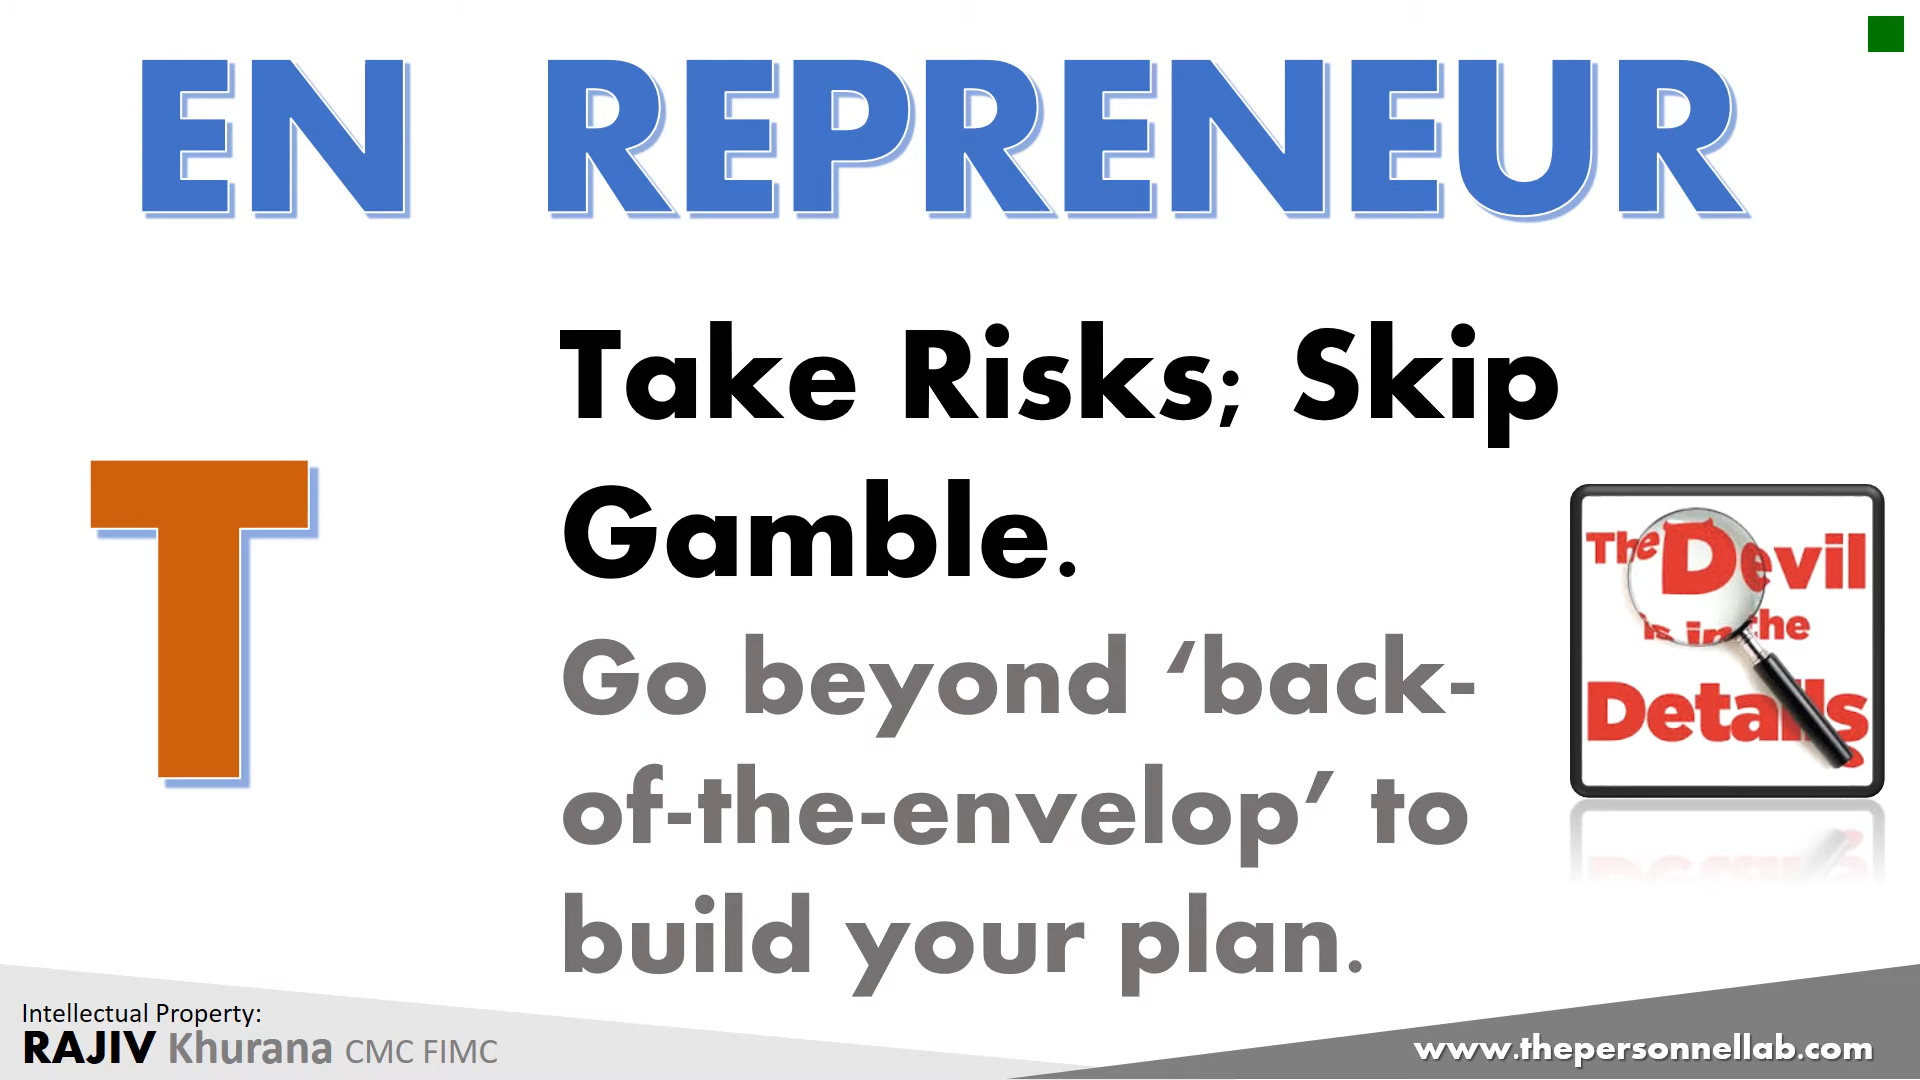 EN REPRENEUR
T
Take Risks; Skip
Gamble.
Go beyond ‘back-
of-the-envelop’ to
build your plan.
The Devil
is in the
Details
Intellectual Property:
RAJIV Khurana CMC FIMC
www.thepersonnellab.com